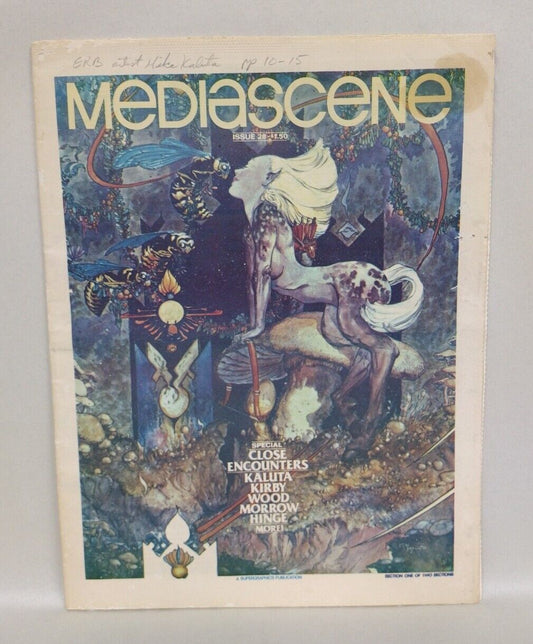 ERB artist Mike Kaluta pp 10-15
MEDIASCENE
ISSUE 28-$1.50
SPECIAL
CLOSE
ENCOUNTERS
KALUTA
KIRBY
WOOD
MORROW
HINGE
MORE!
A SUPERGRAPHICS PUBLICATION
SECTION ONE OF TWO SECTIONS